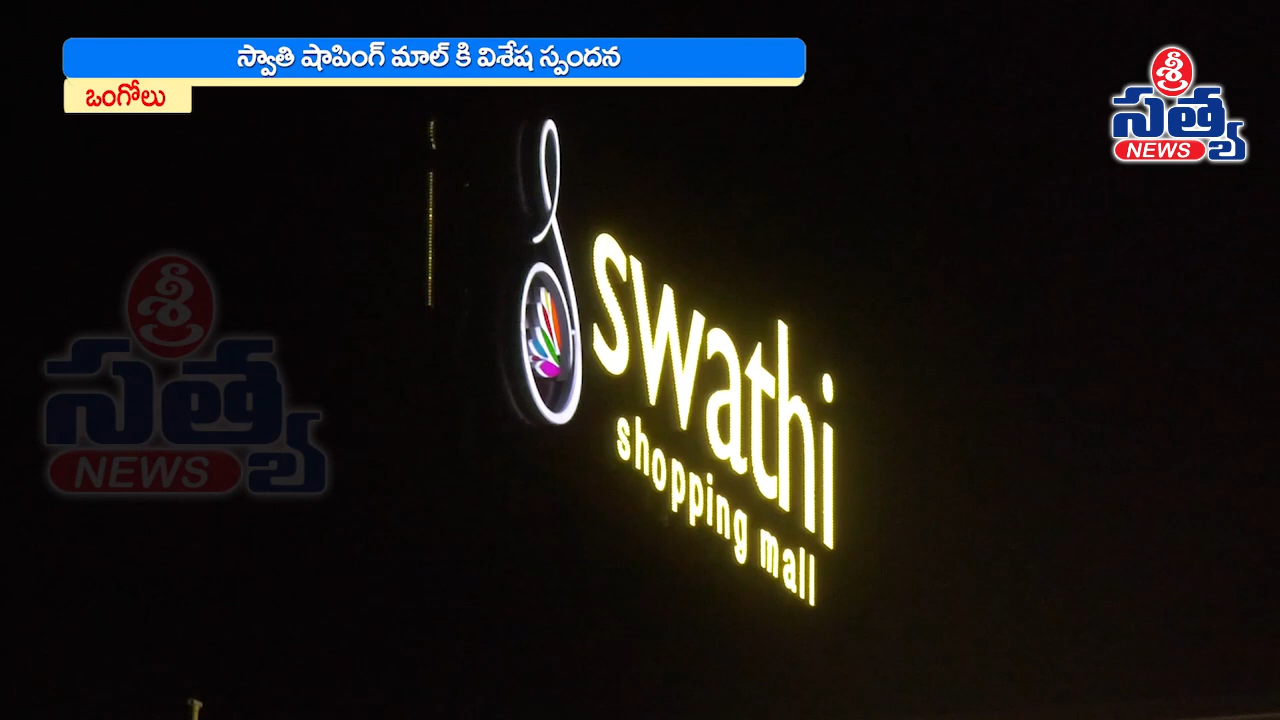 స్వాతి షాపింగ్ మాల్ కి విశేష స్పందన
ఒంగోలు
శ్రీ
సత్య
NEWS
swathi
shopping mall
శ్రీ
సత్య
NEWS